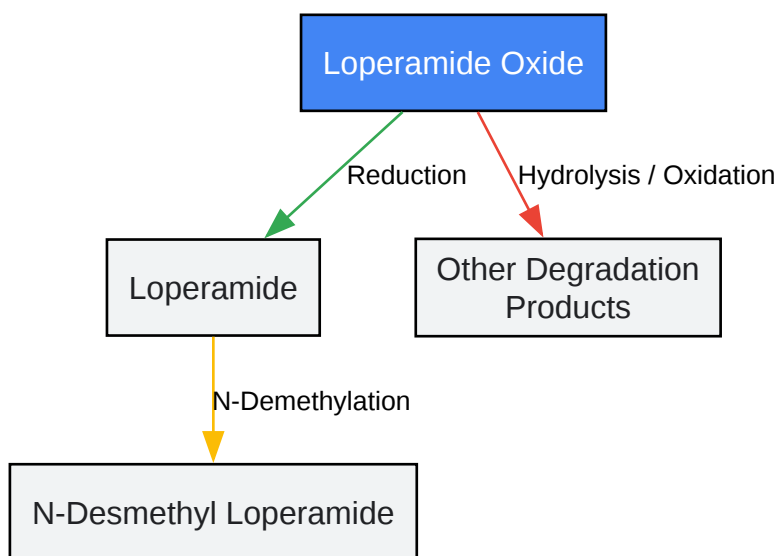 Loperamide Oxide
Reduction
Hydrolysis / Oxidation
Loperamide
Other Degradation
Products
N-Demethylation
N-Desmethyl Loperamide